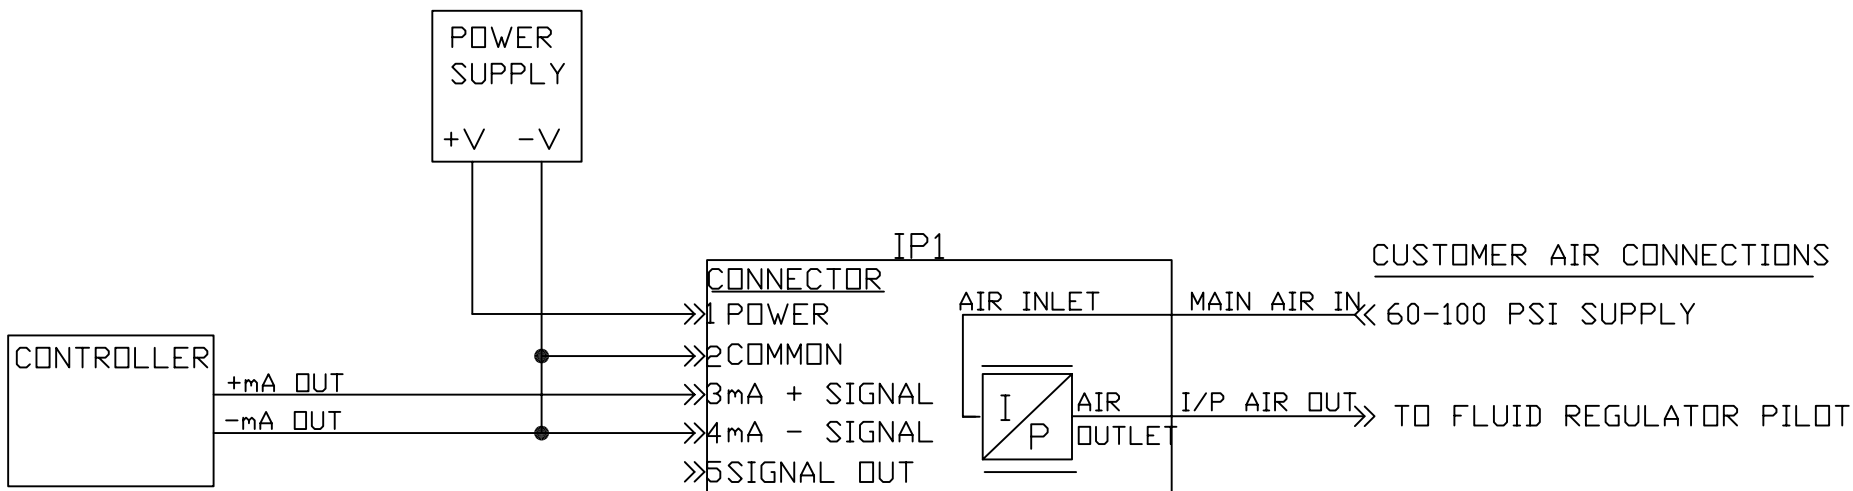 POWER
SUPPLY
+V -V
IP1
CUSTOMER AIR CONNECTIONS
CONNECTOR
AIR INLET
MAIN AIR IN
60-100 PSI SUPPLY
1 POWER
CONTROLLER
2 COMMON
+mA OUT
3 mA + SIGNAL
I/P
AIR
OUTLET
I/P AIR OUT
TO FLUID REGULATOR PILOT
-mA OUT
4 mA - SIGNAL
5 SIGNAL OUT